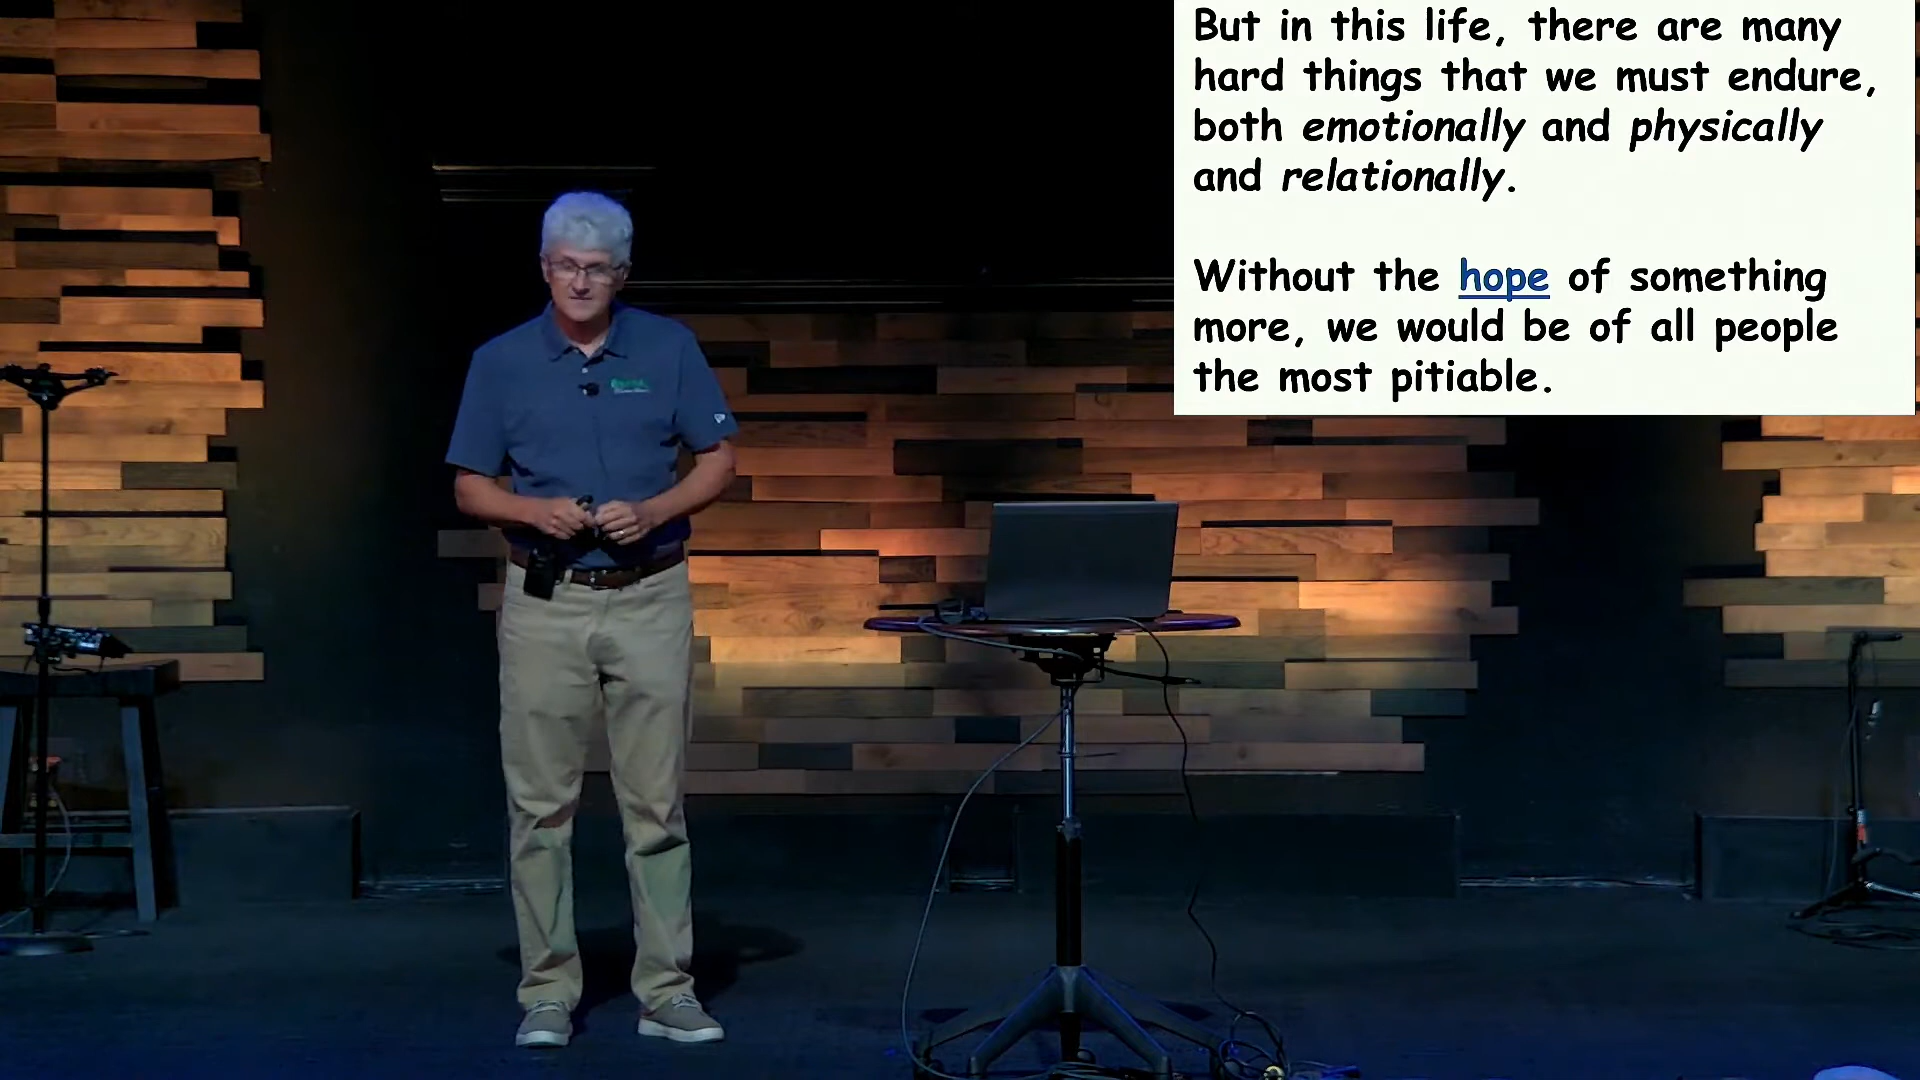 But in this life, there are many
hard things that we must endure,
both emotionally and physically
and relationally.
Without the hope of something
more, we would be of all people
the most pitiable.